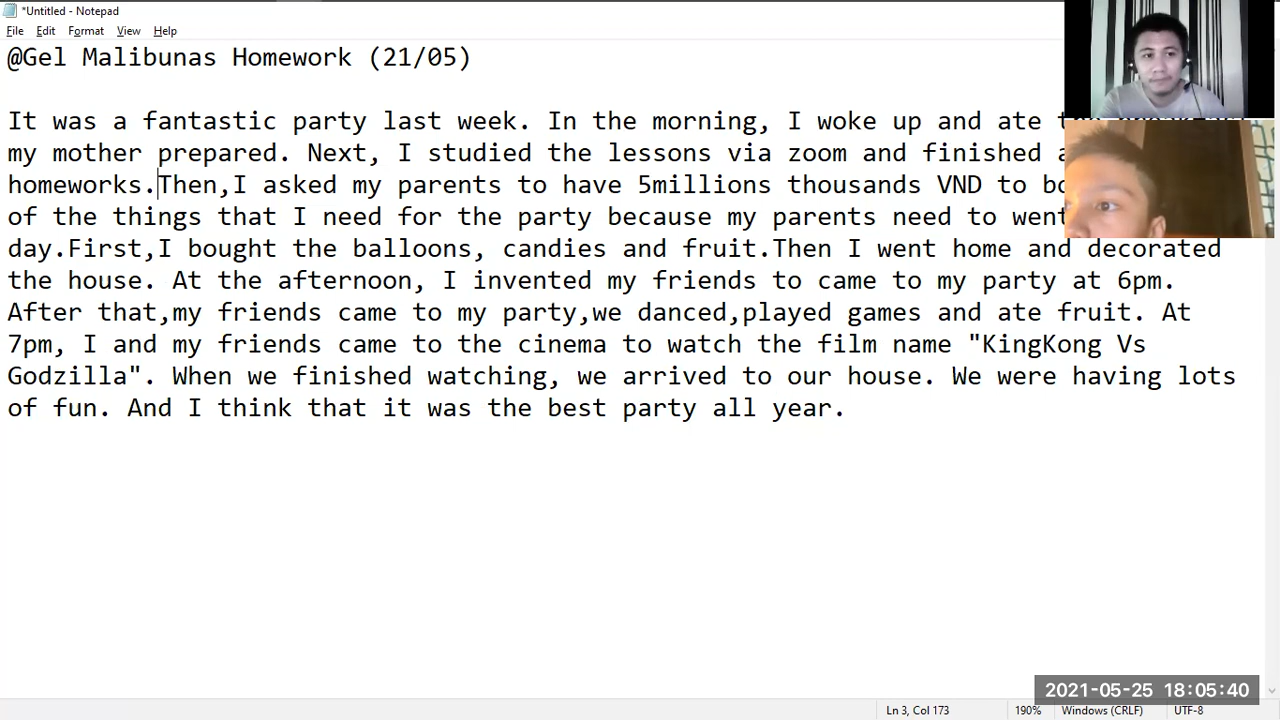 *Untitled - Notepad
File Edit Format View Help
@Gel Malibunas Homework (21/05)
It was a fantastic party last week. In the morning, I woke up and ate
my mother prepared. Next, I studied the lessons via zoom and finished
homeworks.Then,I asked my parents to have 5millions thousands VND to
of the things that I need for the party because my parents need to went
day.First,I bought the balloons, candies and fruit.Then I went home and decorated
the house. At the afternoon, I invented my friends to came to my party at 6pm.
After that,my friends came to my party,we danced,played games and ate fruit. At
7pm, I and my friends came to the cinema to watch the film name "KingKong Vs
Godzilla". When we finished watching, we arrived to our house. We were having lots
of fun. And I think that it was the best party all year.
2021-05-25 18:05:40
Ln 3, Col 173 190% Windows (CRLF) UTF-8